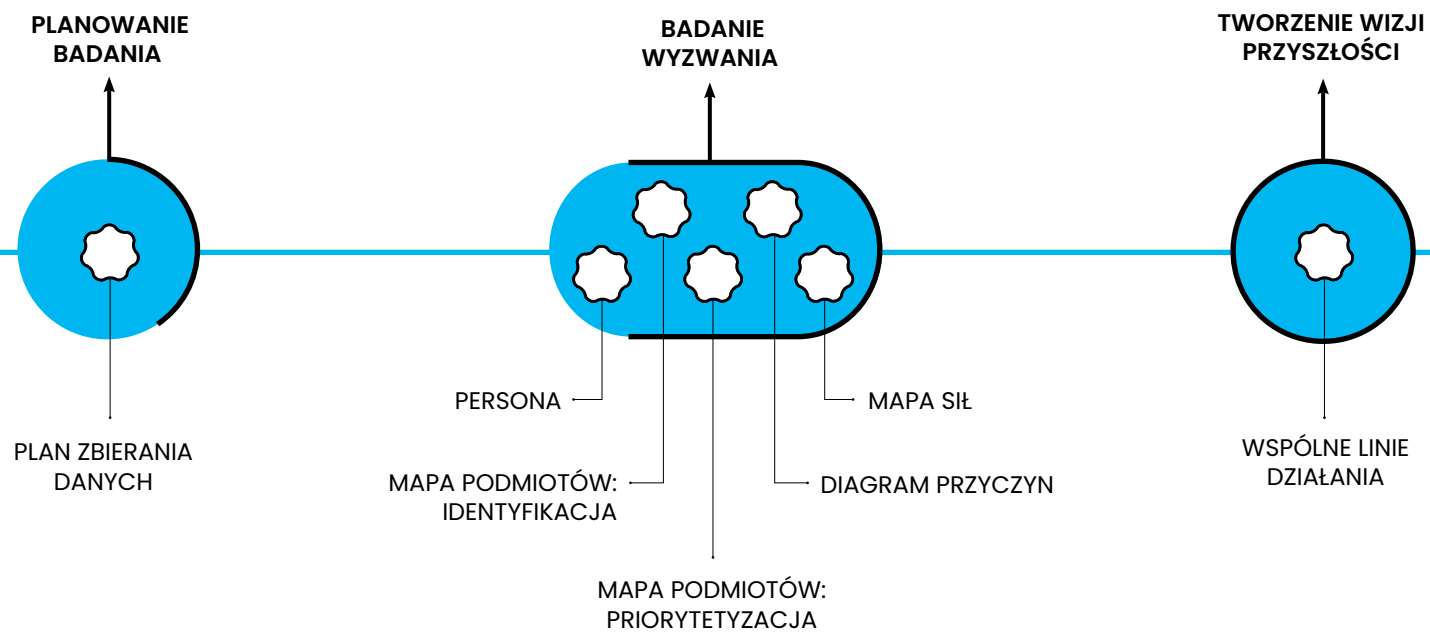 PLANOWANIE
BADANIA
BADANIE
WYZWANIA
TWORZENIE WIZJI
PRZYSZŁOŚCI
PERSONA
MAPA SIŁ
PLAN ZBIERANIA
DANYCH
MAPA PODMIOTÓW:
IDENTYFIKACJA
DIAGRAM PRZYCZYN
WSPÓLNE LINIE
DZIAŁANIA
MAPA PODMIOTÓW:
PRIORYTETYZACJA